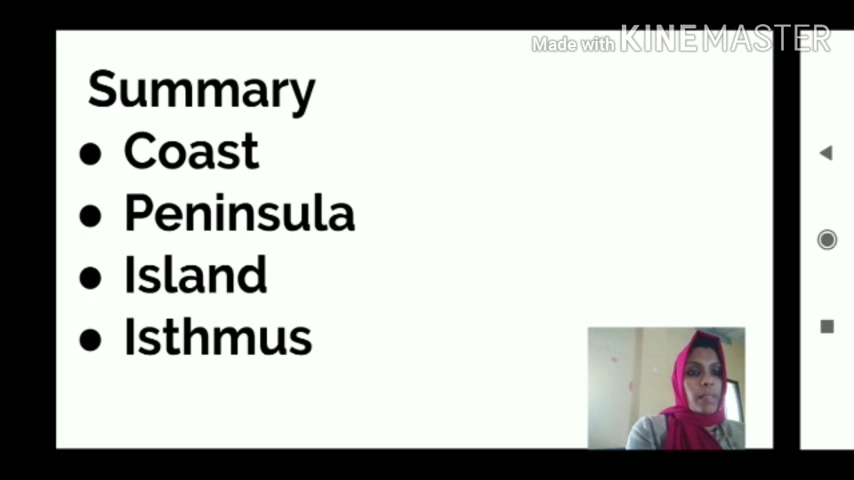 Made with KINEMASTER
Summary
● Coast
● Peninsula
● Island
● Isthmus